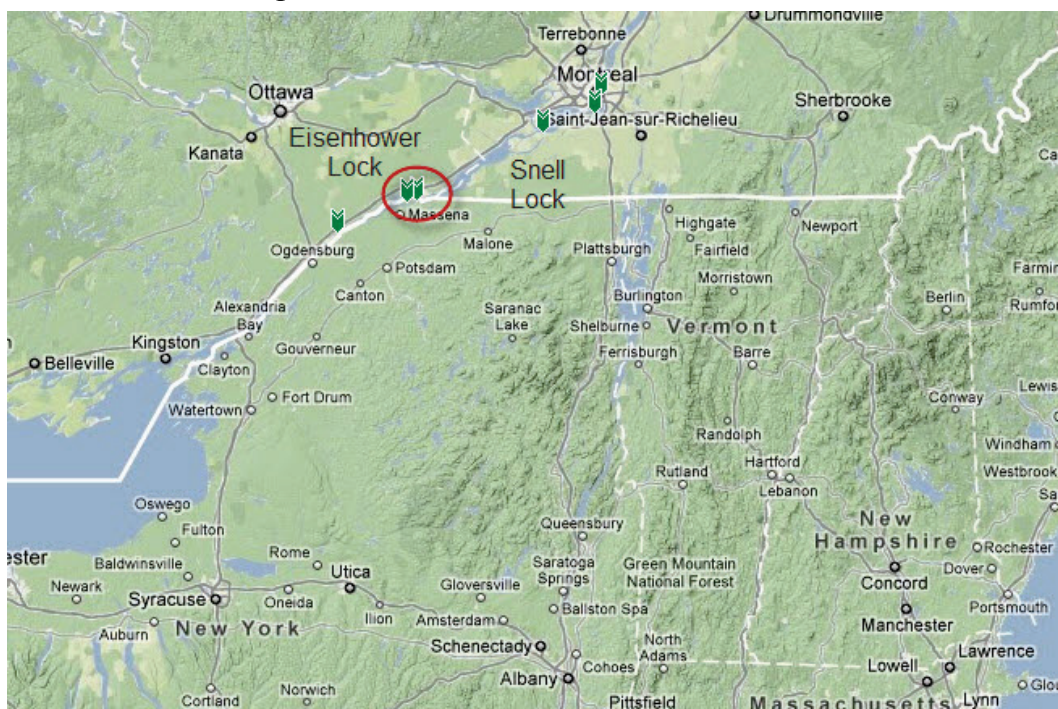 Drummondville
Terrebonne
Montreal
Ottawa
Sherbrooke
Saint-Jean-sur-Richelieu
Eisenhower
Lock
Kanata
Snell
Lock
Massena
Highgate
Newport
Ogdensburg
Malone
Plattsburgh
Fairfield
Potsdam
Morristown
Canton
Burlington
Berlin
Alexandria
Bay
Saranac
Lake
Shelburne
Vermont
Kingston
Gouverneur
Ferrisburgh
Barre
Belleville
Clayton
Fort Drum
Conway
Watertown
Randolph
Hartford
Rutland
Lebanon
Westbrook
Oswego
Fulton
Queensbury
New
Hampshire
Rochester
Rome
Baldwinsville
Saratoga
Springs
Green Mountain
National Forest
Dover
Newark
Utica
Gloversville
Concord
Syracuse
Oneida
Ballston Spa
Portsmouth
Auburn
New York
Ilion
Amsterdam
Manchester
Schenectady
North
Adams
Lawrence
Cohoes
Lowell
Albany
Cortland
Norwich
Pittsfield
Massachusetts
Lynn